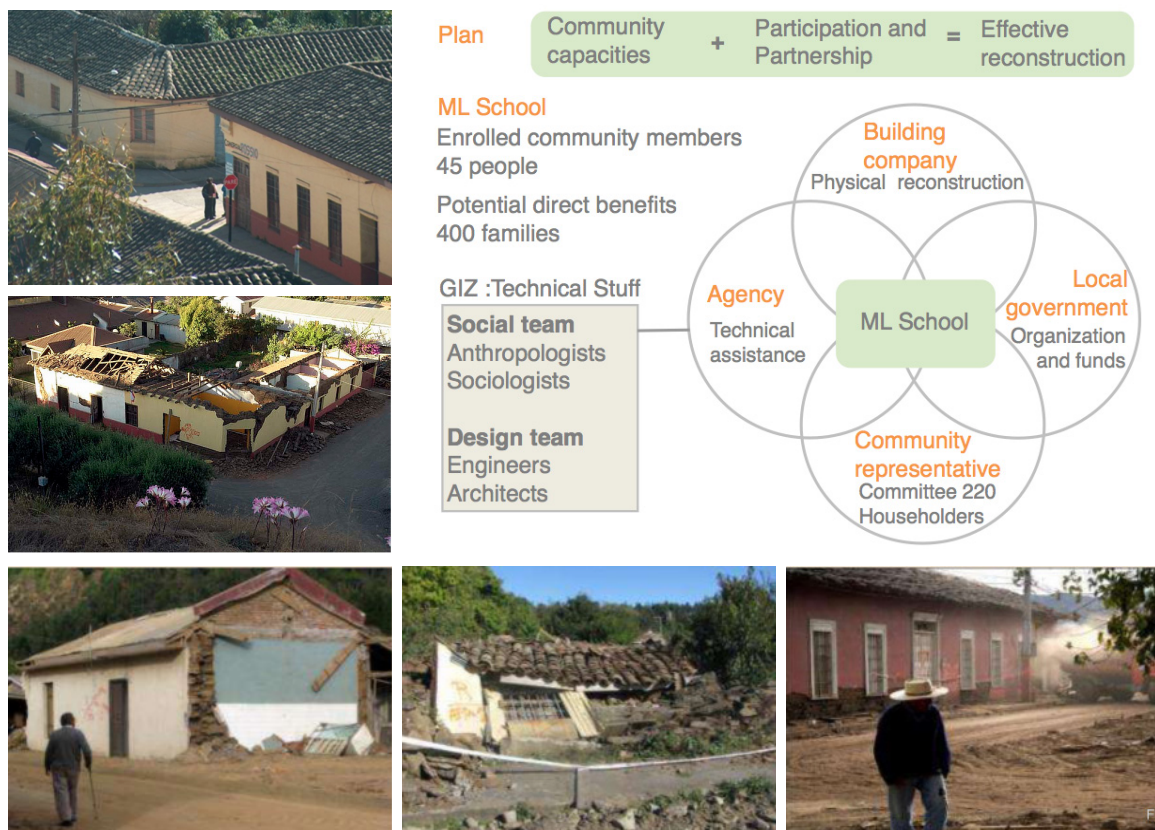 Plan
Community
capacities
+
Participation and
Partnership
=
Effective
reconstruction
ML School
Enrolled community members
45 people
Potential direct benefits
400 families
GIZ :Technical Stuff
Social team
Anthropologists
Sociologists
Design team
Engineers
Architects
Building
company
Physical reconstruction
Agency
Technical
assistance
ML School
Local
government
Organization
and funds
Community
representative
Committee 220
Householders